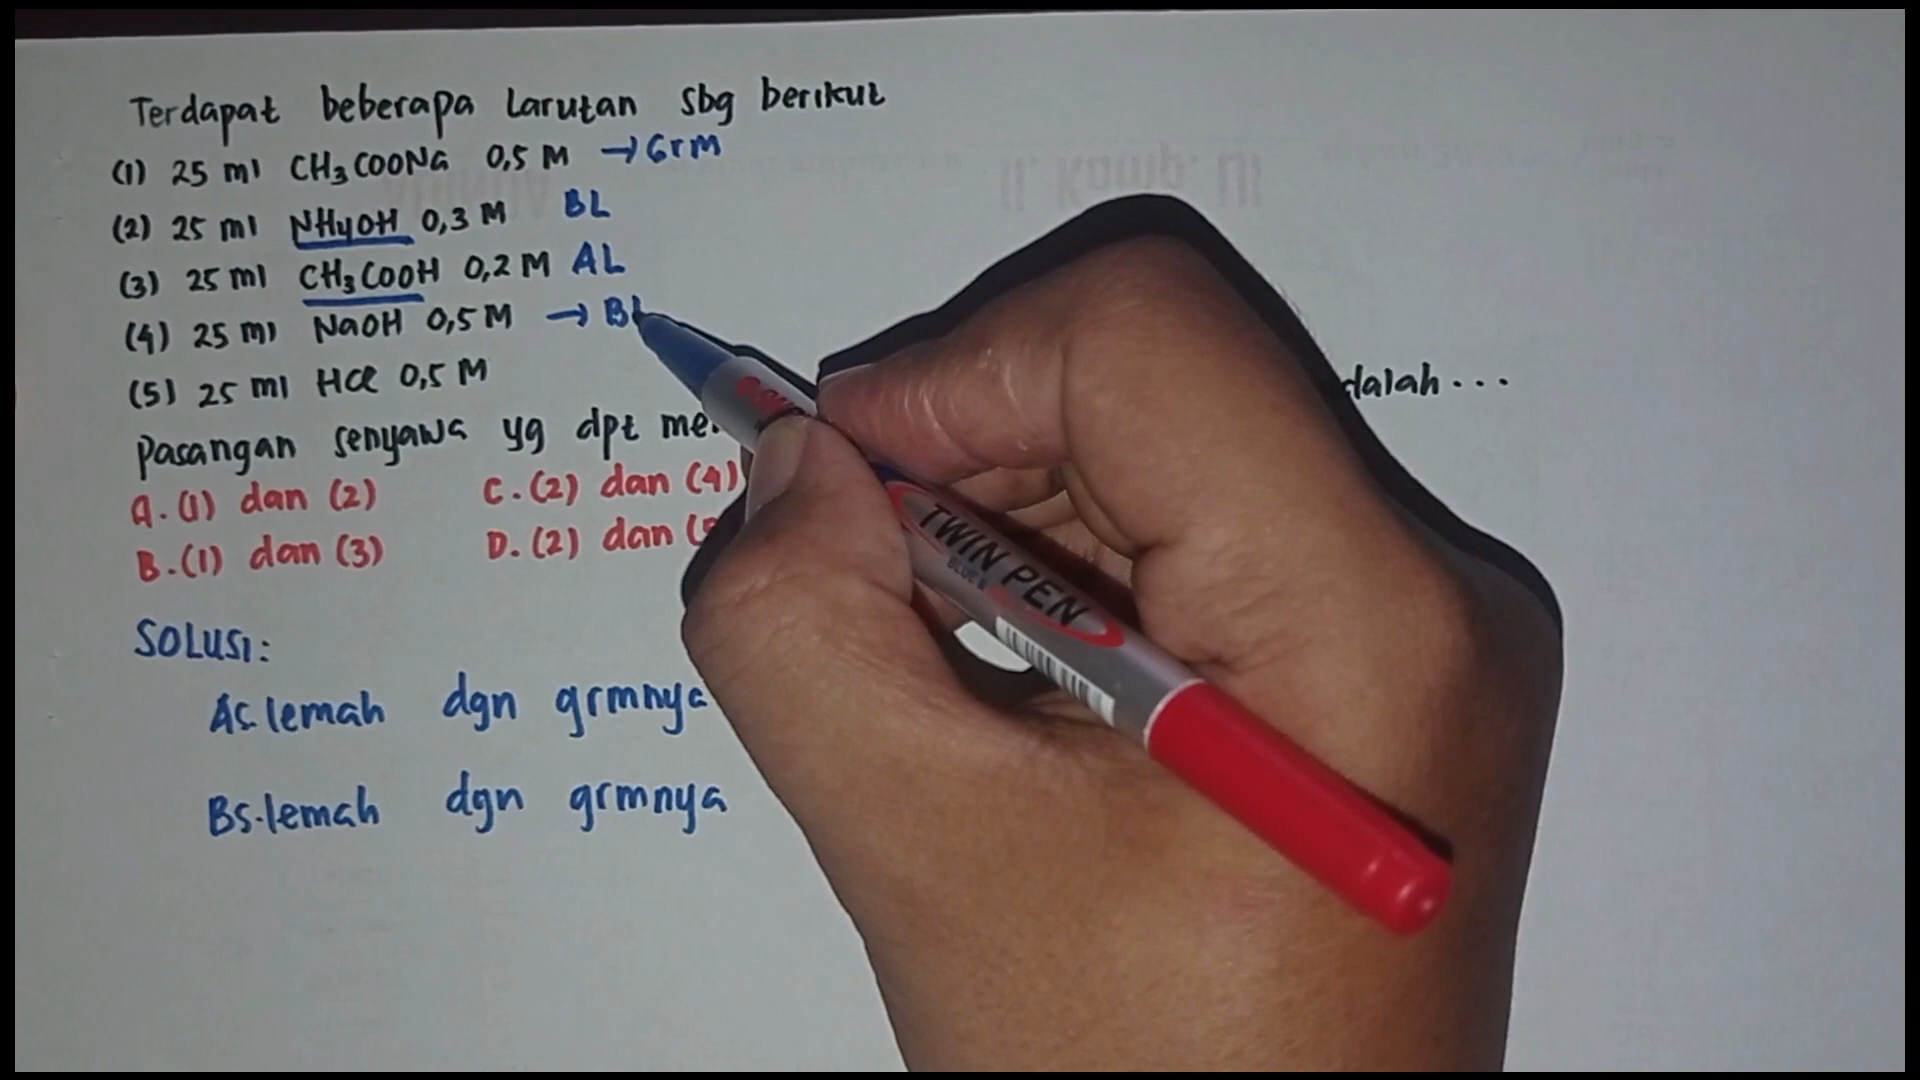 Terdapat beberapa Larutan sbg berikut
(1) 25 ml CH3COONa 0,5 M → Grm
(2) 25 ml NH4OH 0,3 M BL
(3) 25 ml CH3COOH 0,2 M AL
(4) 25 ml NaOH 0,5 M →
(5) 25 ml HCl 0,5 M
Pasangan senyawa yg dpt ...
A. (1) dan (2) C. (2) dan (4)
B. (1) dan (3) D. (2) dan
SOLUSI:
As.lemah dgn grmnya
Bs.lemah dgn grmnya
TWIN PEN